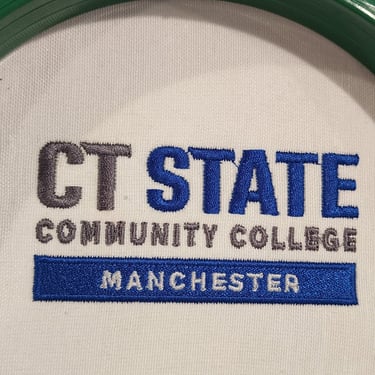 CT STATE
COMMUNITY COLLEGE
MANCHESTER